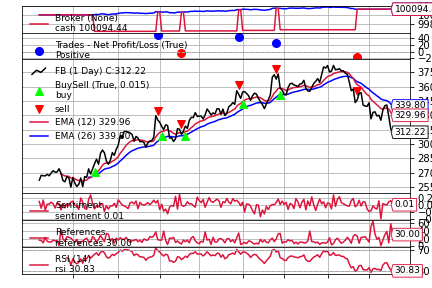 Broker (None)
cash 100094.44
100094.
Trades - Net Profit/Loss (True)
Positive
40
20
0
FB (1 Day) C:312.22
BuySell (True, 0.015)
buy
sell
EMA (12) 329.96
EMA (26) 339.80
375
360
339.80
329.96
312.22
300
285
270
255
Sentiment
sentiment 0.01
0.01
References
references 30.00
30.00
RSI (14)
rsi 30.83
70
30.83